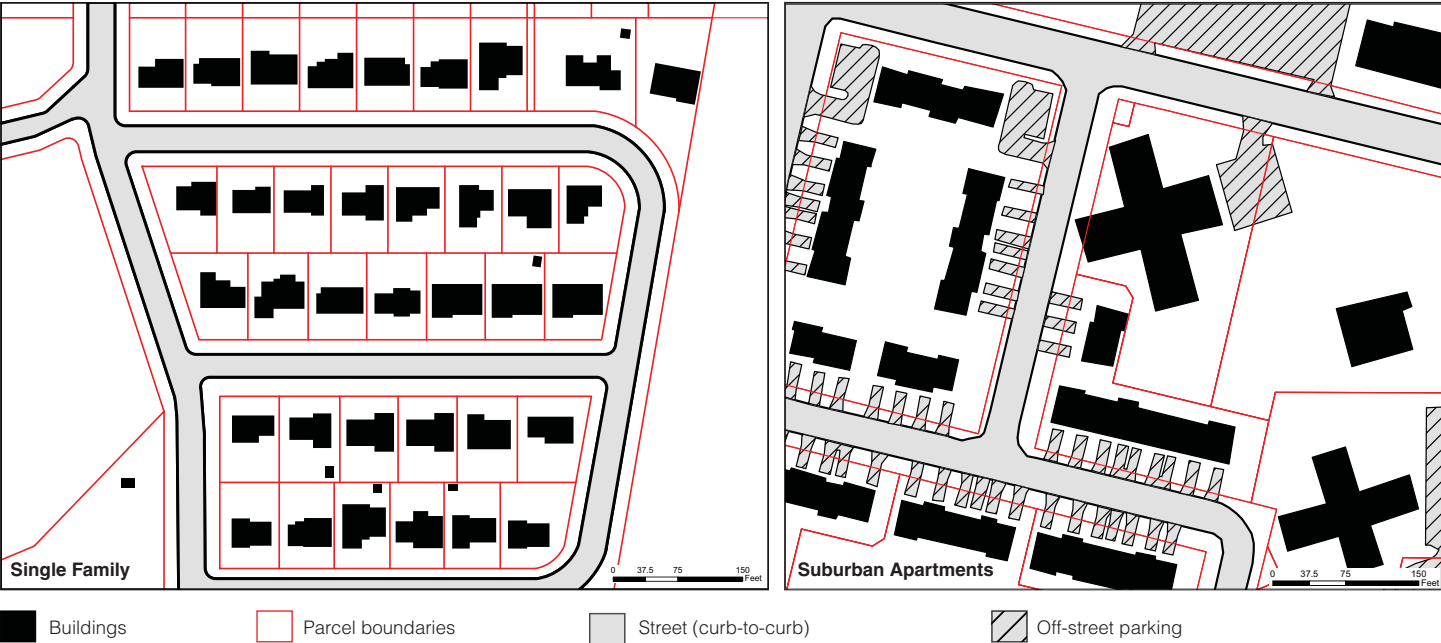 Single Family
0 37.5 75 150
Feet
Suburban Apartments
0 37.5 75 150
Feet
Buildings
Parcel boundaries
Street (curb-to-curb)
Off-street parking